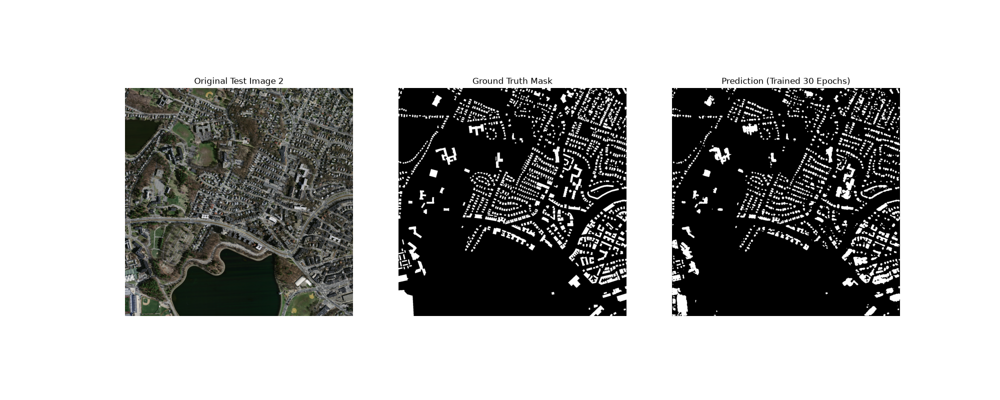 Original Test Image 2
Ground Truth Mask
Prediction (Trained 30 Epochs)